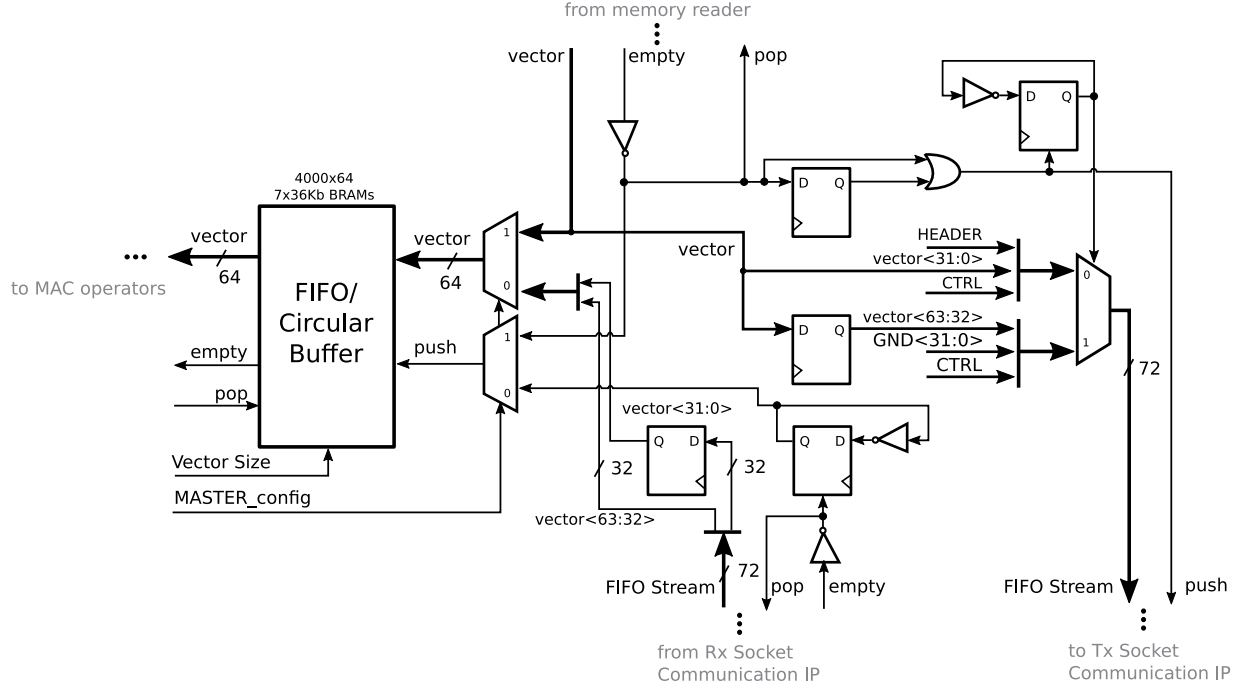 from memory reader
vector
empty
pop
D Q
4000x64
7x36Kb BRAMs
D Q
HEADER
vector
vector
1
vector
vector<31:0>
...
64
64
0
0
CTRL
to MAC operators
FIFO/
Circular
Buffer
vector<63:32>
D Q
1
GND<31:0>
1
empty
push
CTRL
72
pop
0
vector<31:0>
Q D
Q D
Vector Size
32
32
MASTER_config
vector<63:32>
72
FIFO Stream
pop
empty
FIFO Stream
push
from Rx Socket
Communication IP
to Tx Socket
Communication IP